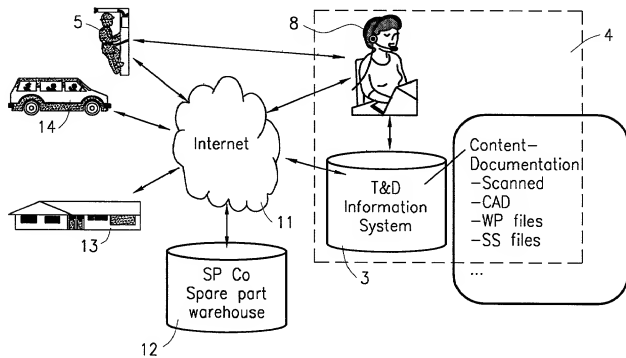 5
8
4
14
Internet
Content-
Documentation
-Scanned
-CAD
-WP files
-SS files
...
T&D
Information
System
11
13
3
SP Co
Spare part
warehouse
12